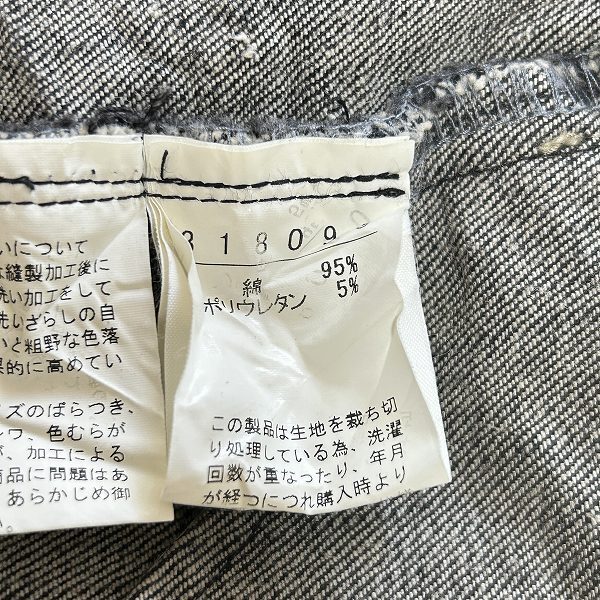 いについて
は縫製加工後に
洗い加工をして
洗いざらしの自
いと粗野な色落
果的に高めてい
ズのばらつき、
ワ、色むらが
が、加工による
商品に問題はあ
あらかじめ御
。
31809
綿 95%
ポリウレタン 5%
この製品は生地を裁ち切
り処理している為、洗濯
回数が重なったり、年月
が経つにつれ購入時より